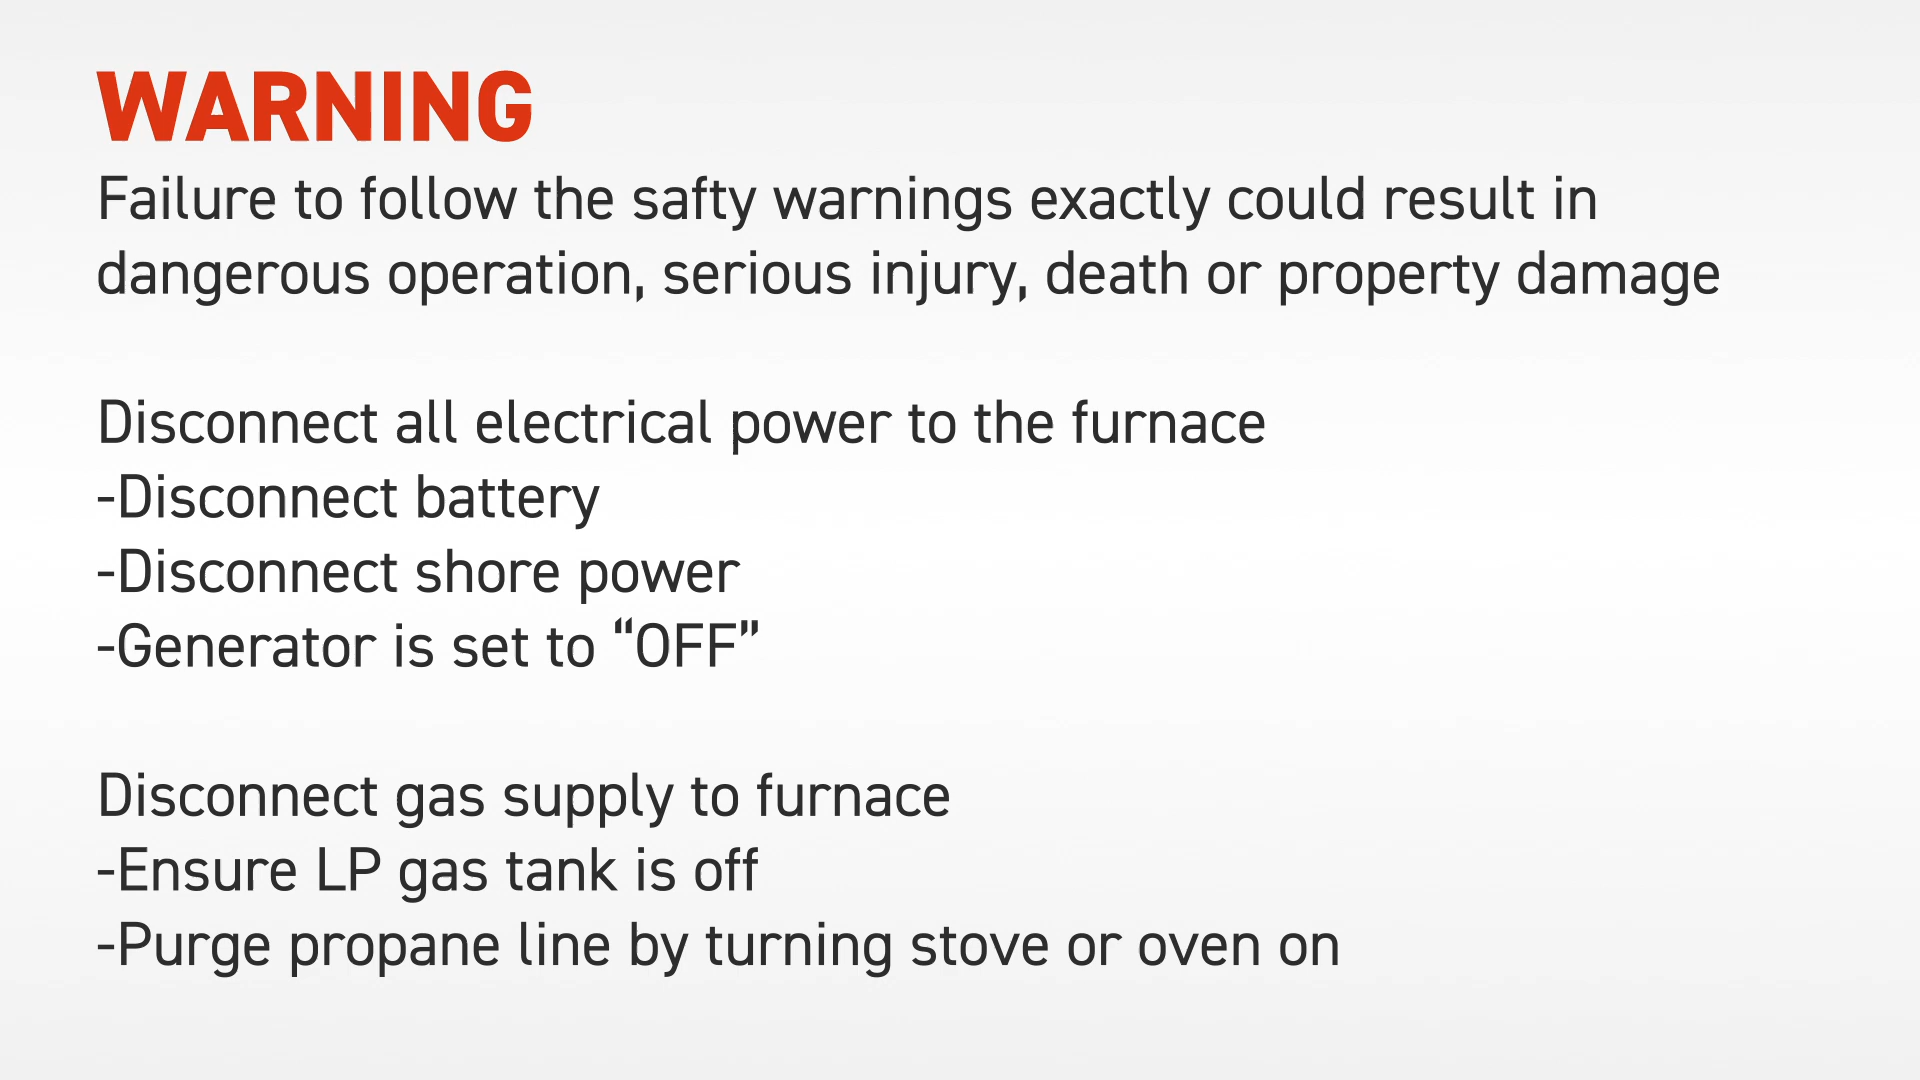 WARNING
Failure to follow the safty warnings exactly could result in
dangerous operation, serious injury, death or property damage
Disconnect all electrical power to the furnace
-Disconnect battery
-Disconnect shore power
-Generator is set to “OFF”
Disconnect gas supply to furnace
-Ensure LP gas tank is off
-Purge propane line by turning stove or oven on